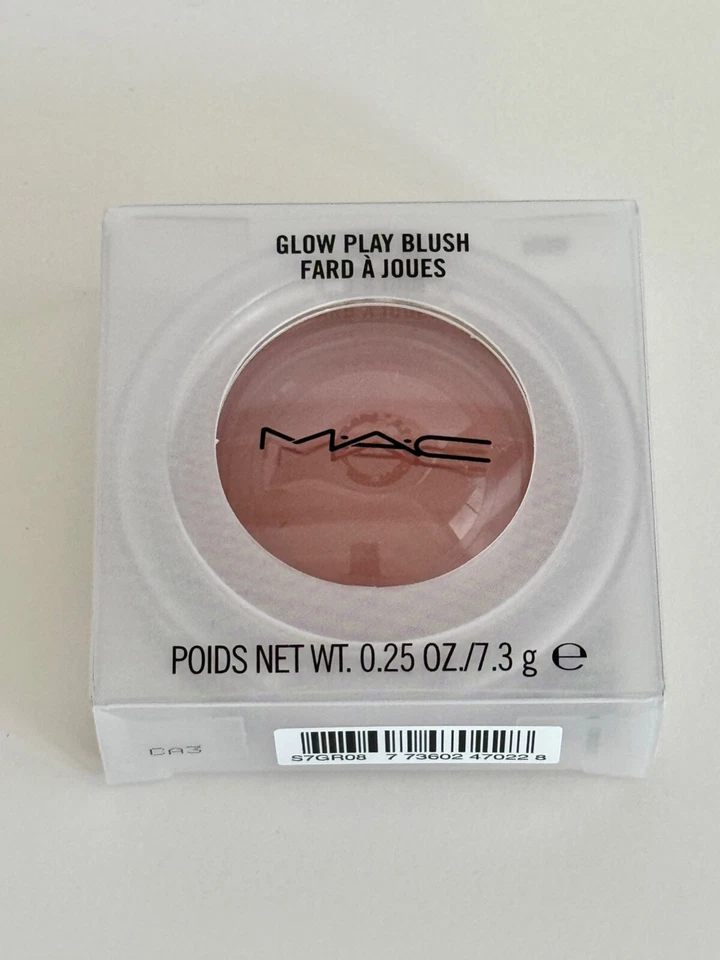 GLOW PLAY BLUSH
FARD À JOUES
M·A·C
POIDS NET WT. 0.25 OZ./7.3 g ℮
CA3
S7GR08 7 73602 47022 8